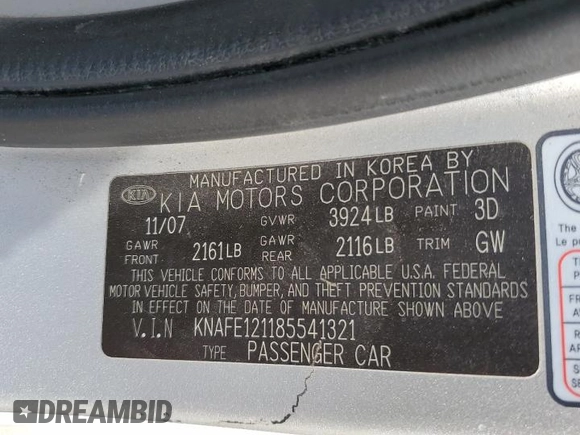 MANUFACTURED IN KOREA BY
KIA KIA MOTORS CORPORATION
11/07 GVWR 3924LB PAINT 3D
GAWR FRONT 2161LB GAWR REAR 2116LB TRIM GW
THIS VEHICLE CONFORMS TO ALL APPLICABLE U.S.A. FEDERAL
MOTOR VEHICLE SAFETY, BUMPER, AND THEFT PREVENTION STANDARDS
IN EFFECT ON THE DATE OF MANUFACTURE SHOWN ABOVE
V.I.N KNAFE121185541321
TYPE PASSENGER CAR
The
Le p
DREAMBID